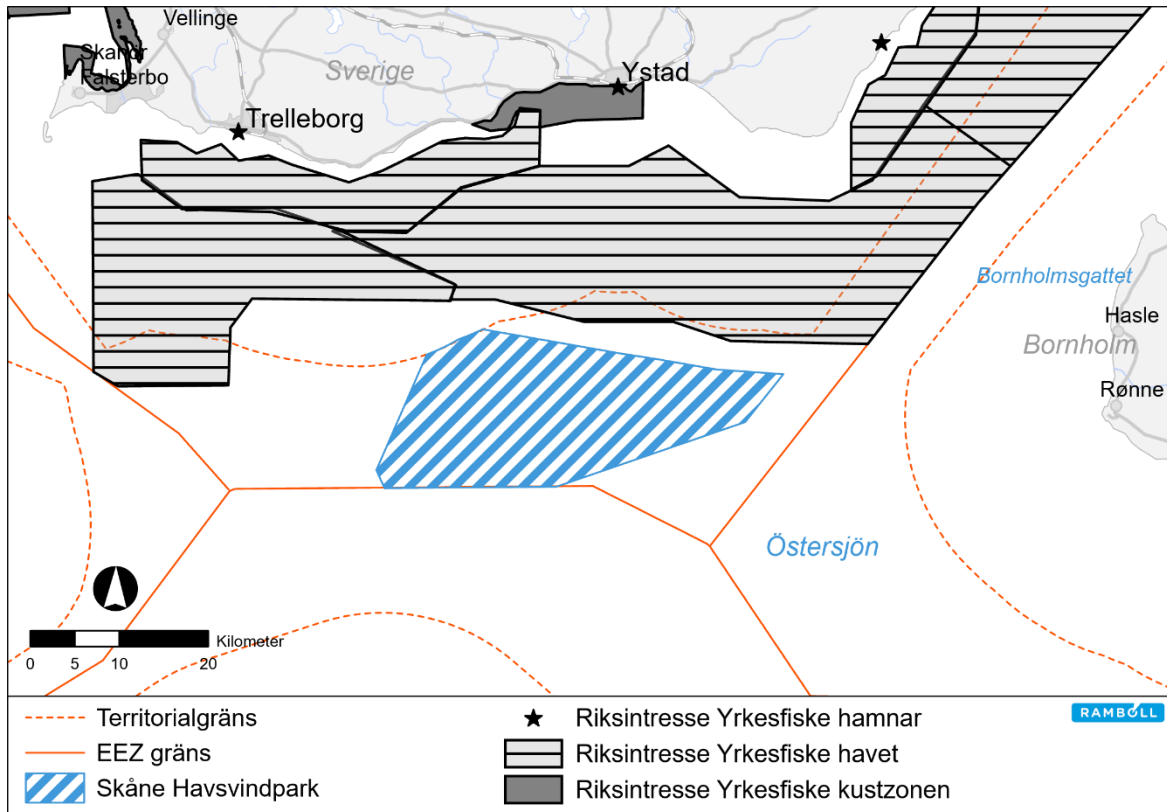 Vellinge
Skanör
Falsterbo
Sverige
Ystad
Trelleborg
Bornholmsgattet
Hasle
Bornholm
Rønne
Östersjön
Kilometer
0 5 10 20
Territorialgräns
EEZ gräns
Skåne Havsvindpark
Riksintresse Yrkesfiske hamnar
Riksintresse Yrkesfiske havet
Riksintresse Yrkesfiske kustzonen
RAMBOLL